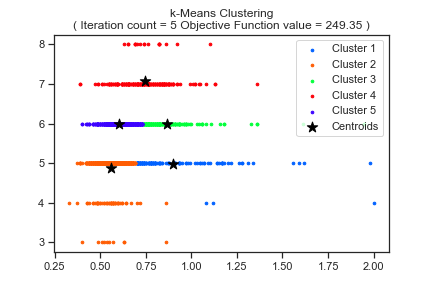 k-Means Clustering
( Iteration count = 5 Objective Function value = 249.35 )
8
7
6
5
4
3
0.25
0.50
0.75
1.00
1.25
1.50
1.75
2.00
Cluster 1
Cluster 2
Cluster 3
Cluster 4
Cluster 5
Centroids